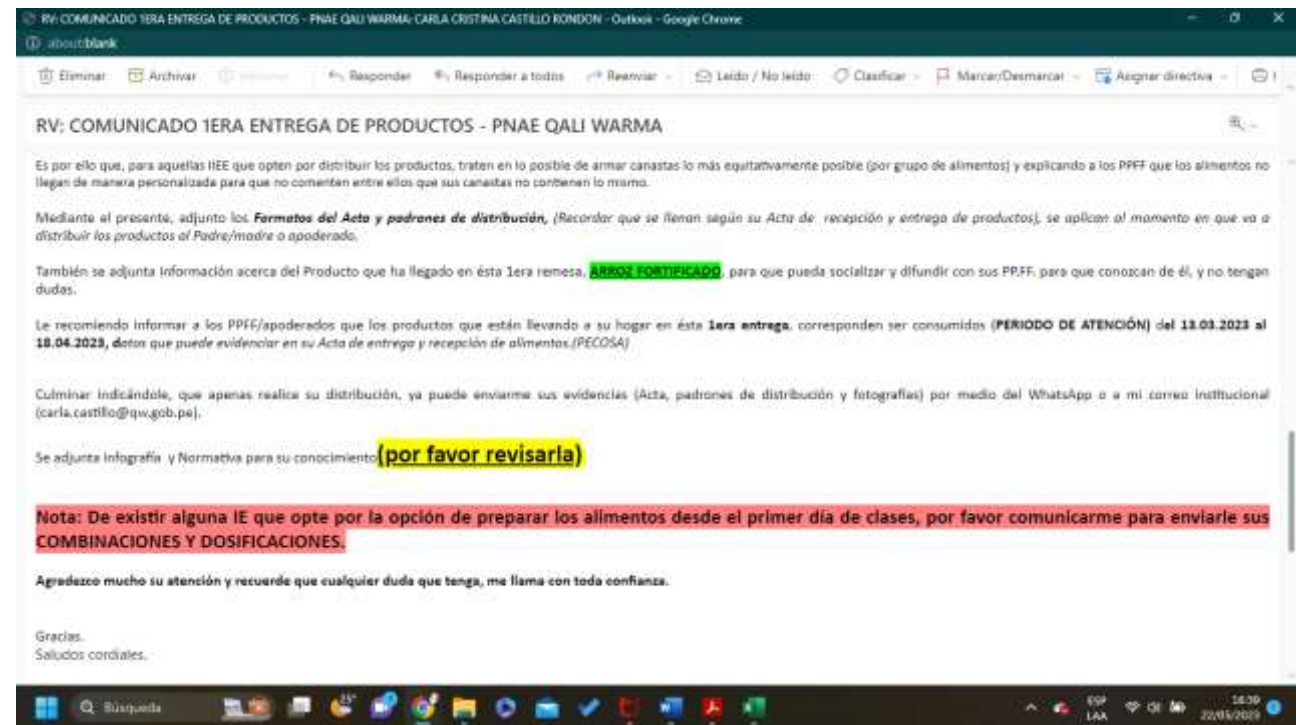 RV: COMUNICADO 1ERA ENTREGA DE PRODUCTOS - PNAE QALI WARMA: CARLA CRISTINA CASTILLO RONDON - Outlook - Google Chrome
about:blank
Eliminar Archivar Responder Responder a todos Reenviar Leído / No leído Clasificar Marcar/Desmarcar Asignar directiva
RV: COMUNICADO 1ERA ENTREGA DE PRODUCTOS - PNAE QALI WARMA
Es por ello que, para aquellas IIEE que opten por distribuir los productos, traten en lo posible de armar canastas lo más equitativamente posible (por grupo de alimentos) y explicando a los PPFF que los alimentos no
llegan de manera personalizada para que no comenten entre ellos que sus canastas no contienen lo mismo.
Mediante el presente, adjunto los Formatos del Acta y padrones de distribución, (Recordar que se llenan según su Acta de recepción y entrega de productos), se aplican al momento en que va a
distribuir los productos al Padre/madre o apoderado.
También se adjunta información acerca del Producto que ha llegado en ésta 1era remesa, ARROZ FORTIFICADO, para que pueda socializar y difundir con sus PP.FF. para que conozcan de él, y no tengan
dudas.
Le recomiendo informar a los PPFF/apoderados que los productos que están llevando a su hogar en ésta 1era entrega, corresponden ser consumidos (PERIODO DE ATENCIÓN) del 13.03.2023 al
18.04.2023, datos que puede evidenciar en su Acta de entrega y recepción de alimentos.(PECOSA)
Culminar indicándole, que apenas realice su distribución, ya puede enviarme sus evidencias (Acta, padrones de distribución y fotografías) por medio del WhatsApp o a mi correo institucional
(carla.castillo@qw.gob.pe).
Se adjunta infografía y Normativa para su conocimiento(por favor revisarla)
Nota: De existir alguna IE que opte por la opción de preparar los alimentos desde el primer día de clases, por favor comunicarme para enviarle sus
COMBINACIONES Y DOSIFICACIONES.
Agradezco mucho su atención y recuerde que cualquier duda que tenga, me llama con toda confianza.
Gracias.
Saludos cordiales.
Búsqueda 25° ESP 16:39
LAA 22/05/2023